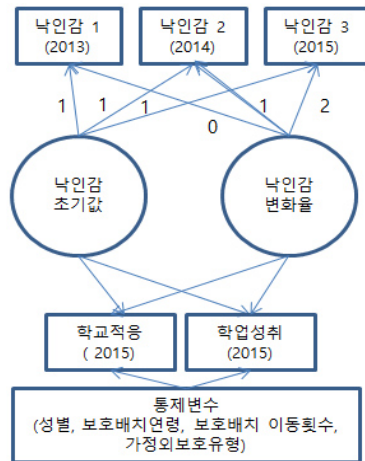 낙인감 1
(2013)
낙인감 2
(2014)
낙인감 3
(2015)
1
1
1
0
1
2
낙인감
초기값
낙인감
변화율
학교적응
( 2015)
학업성취
(2015)
통제변수
(성별, 보호배치연령, 보호배치 이동횟수,
가정외보호유형)